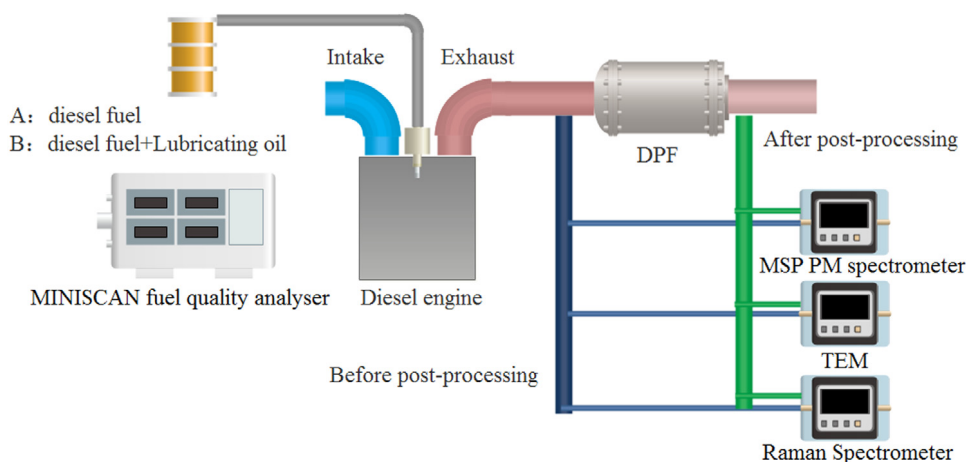 Intake
Exhaust
A: diesel fuel
B: diesel fuel+Lubricating oil
DPF
After post-processing
MSP PM spectrometer
MINISCAN fuel quality analyser
Diesel engine
TEM
Before post-processing
Raman Spectrometer